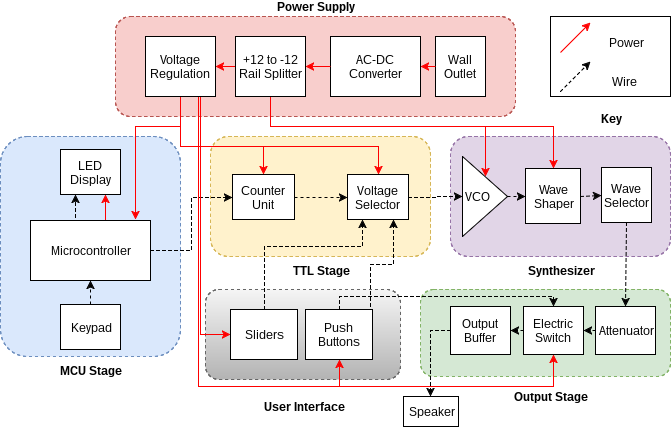 Power Supply
Voltage
Regulation
+12 to -12
Rail Splitter
AC-DC
Converter
Wall
Outlet
Power
Wire
Key
LED
Display
Microcontroller
Keypad
MCU Stage
Counter
Unit
Voltage
Selector
TTL Stage
VCO
Wave
Shaper
Wave
Selector
Synthesizer
Sliders
Push
Buttons
User Interface
Output
Buffer
Electric
Switch
Attenuator
Output Stage
Speaker